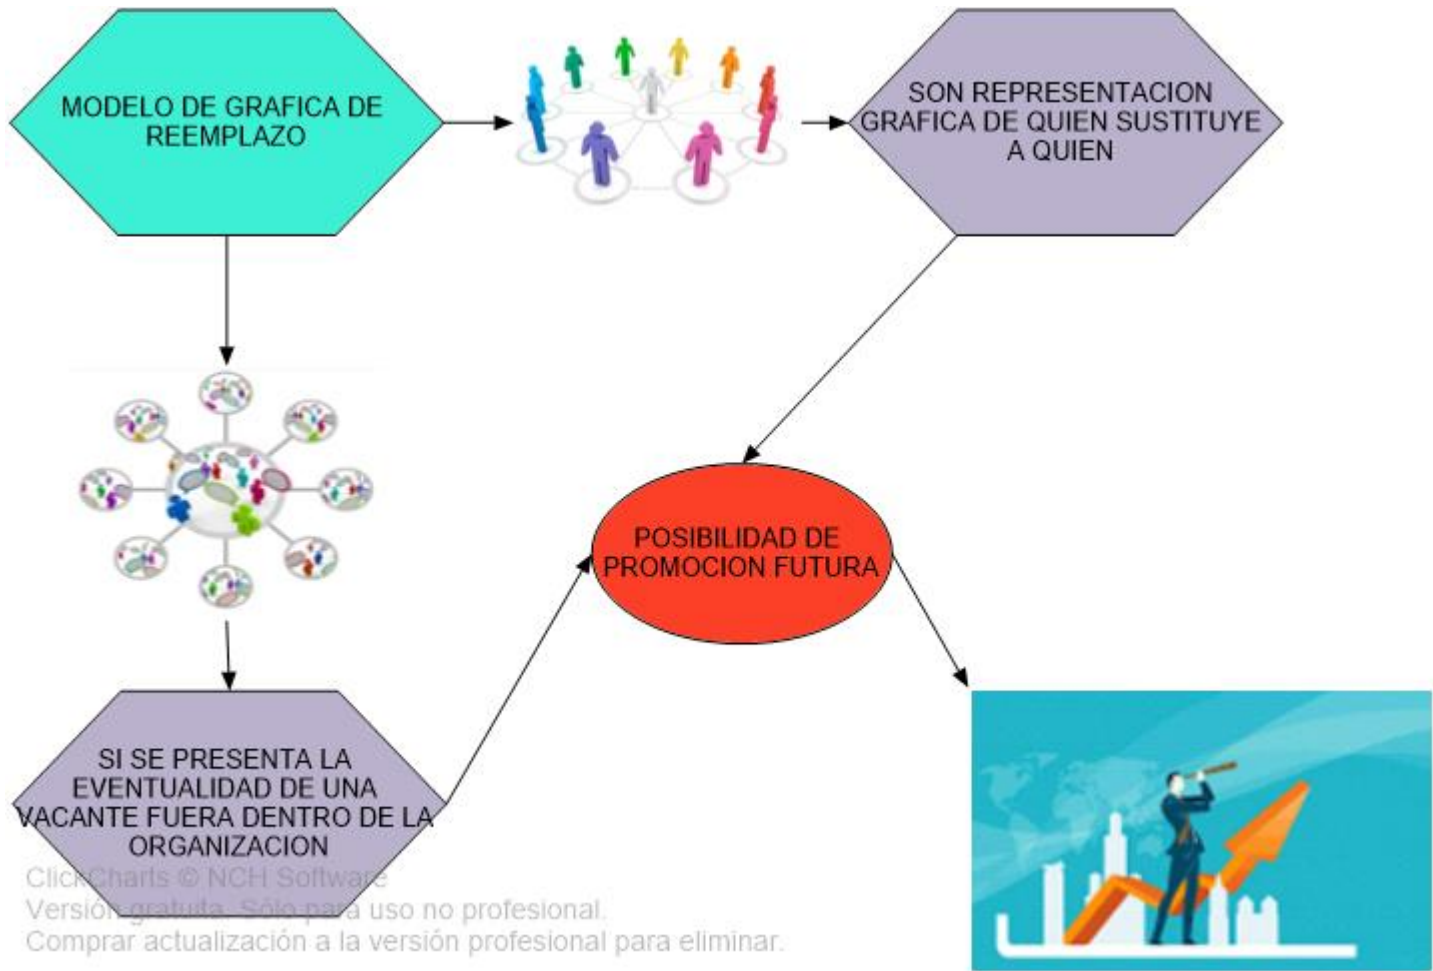 MODELO DE GRAFICA DE
REEMPLAZO
SON REPRESENTACION
GRAFICA DE QUIEN SUSTITUYE
A QUIEN
POSIBILIDAD DE
PROMOCION FUTURA
SI SE PRESENTA LA
EVENTUALIDAD DE UNA
VACANTE FUERA DENTRO DE LA
ORGANIZACION
ClickCharts © NCH Software
Versión gratuita. Sólo para uso no profesional.
Comprar actualización a la versión profesional para eliminar.